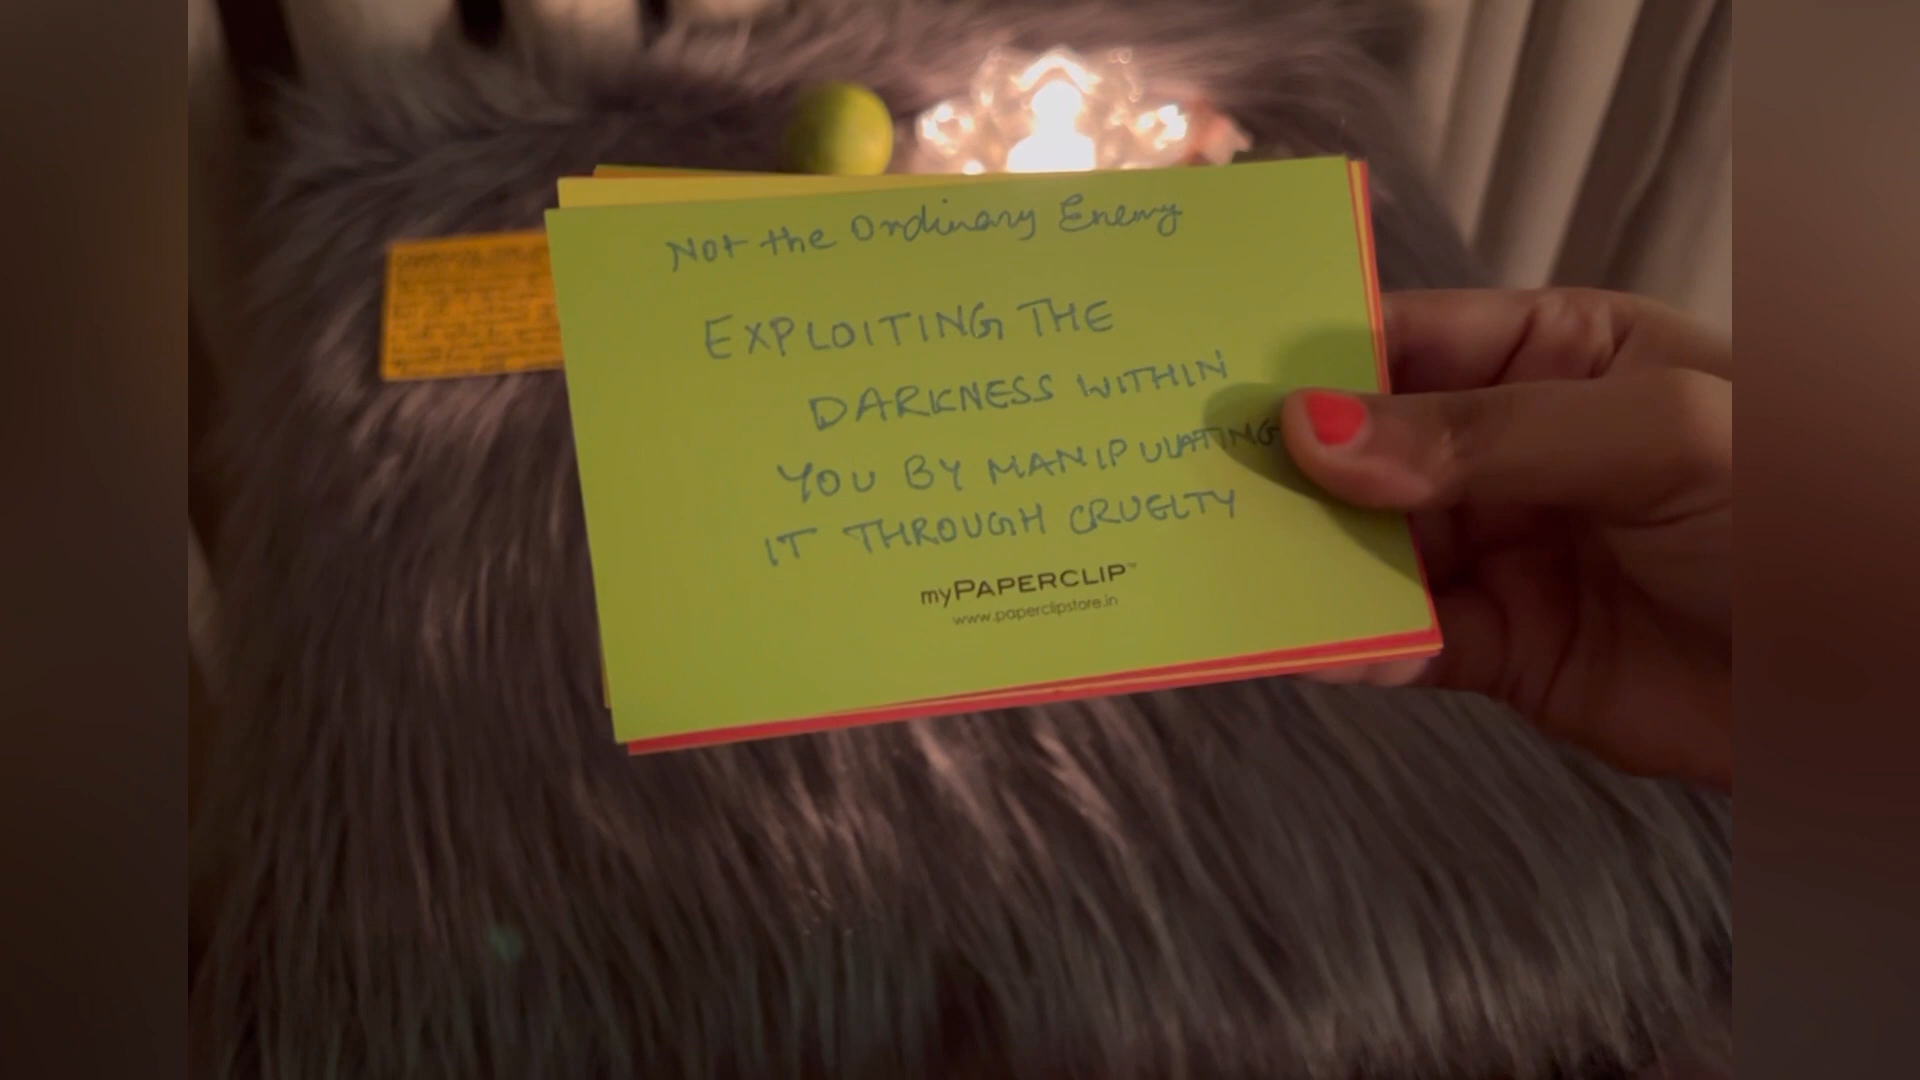 Not the Ordinary Enemy
EXPLOITING THE
DARKNESS WITHIN
YOU BY MANIPULATING
IT THROUGH CRUELTY
myPAPERCLIP™
www.paperclipstore.in